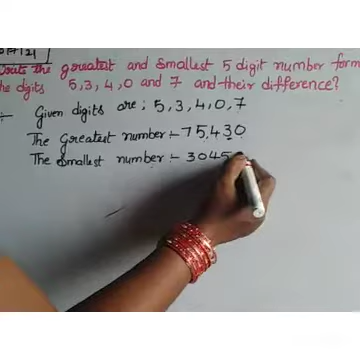 the greatest and smallest 5 digit number form
the digits 5,3,4,0 and 7 and their difference?
Given digits are; 5,3,4,0,7
The Greatest number:- 75,430
The smallest number:- 3045